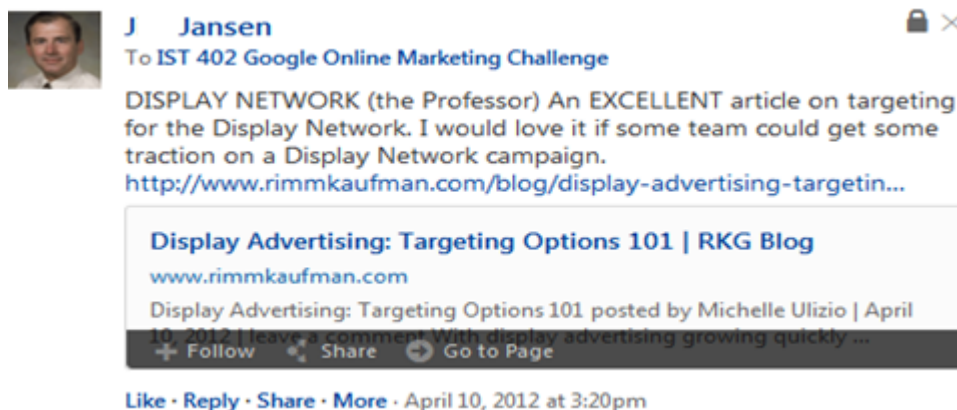 J Jansen
To IST 402 Google Online Marketing Challenge
DISPLAY NETWORK (the Professor) An EXCELLENT article on targeting
for the Display Network. I would love it if some team could get some
traction on a Display Network campaign.
http://www.rimmkaufman.com/blog/display-advertising-targetin...
Display Advertising: Targeting Options 101 | RKG Blog
www.rimmkaufman.com
Display Advertising: Targeting Options 101 posted by Michelle Ulizio | April
10, 2012 | leave a comment With display advertising growing quickly ...
Follow Share Go to Page
Like · Reply · Share · More · April 10, 2012 at 3:20pm